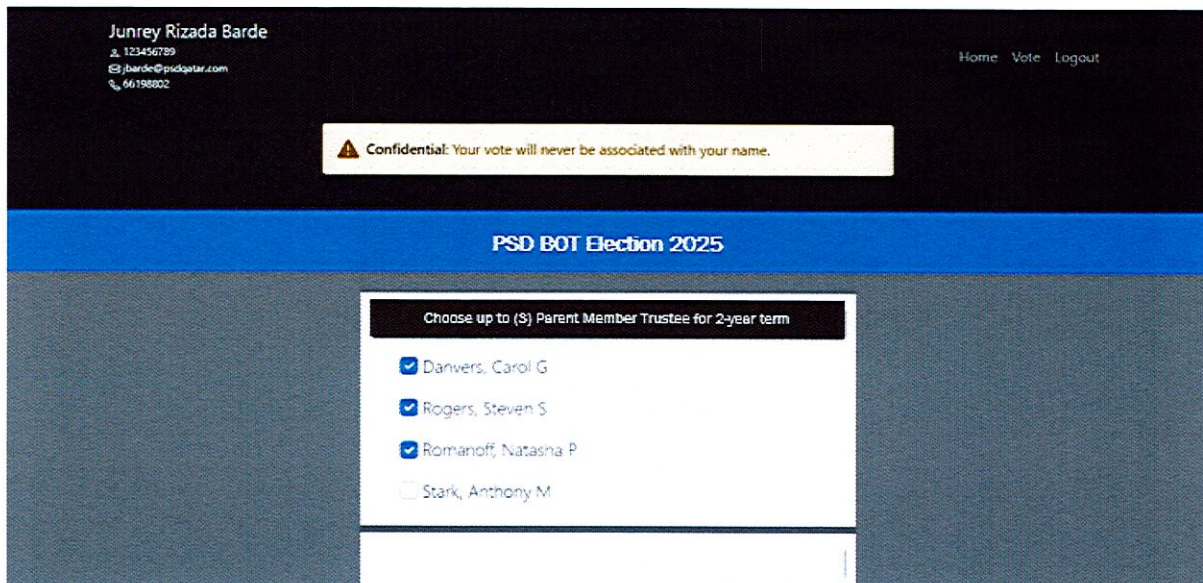 Junrey Rizada Barde
123456789
jbarde@psdqatar.com
66198802
Home Vote Logout
Confidential: Your vote will never be associated with your name.
PSD BOT Election 2025
Choose up to (3) Parent Member Trustee for 2-year term
Danvers, Carol G
Rogers, Steven S
Romanoff, Natasha P
Stark, Anthony M